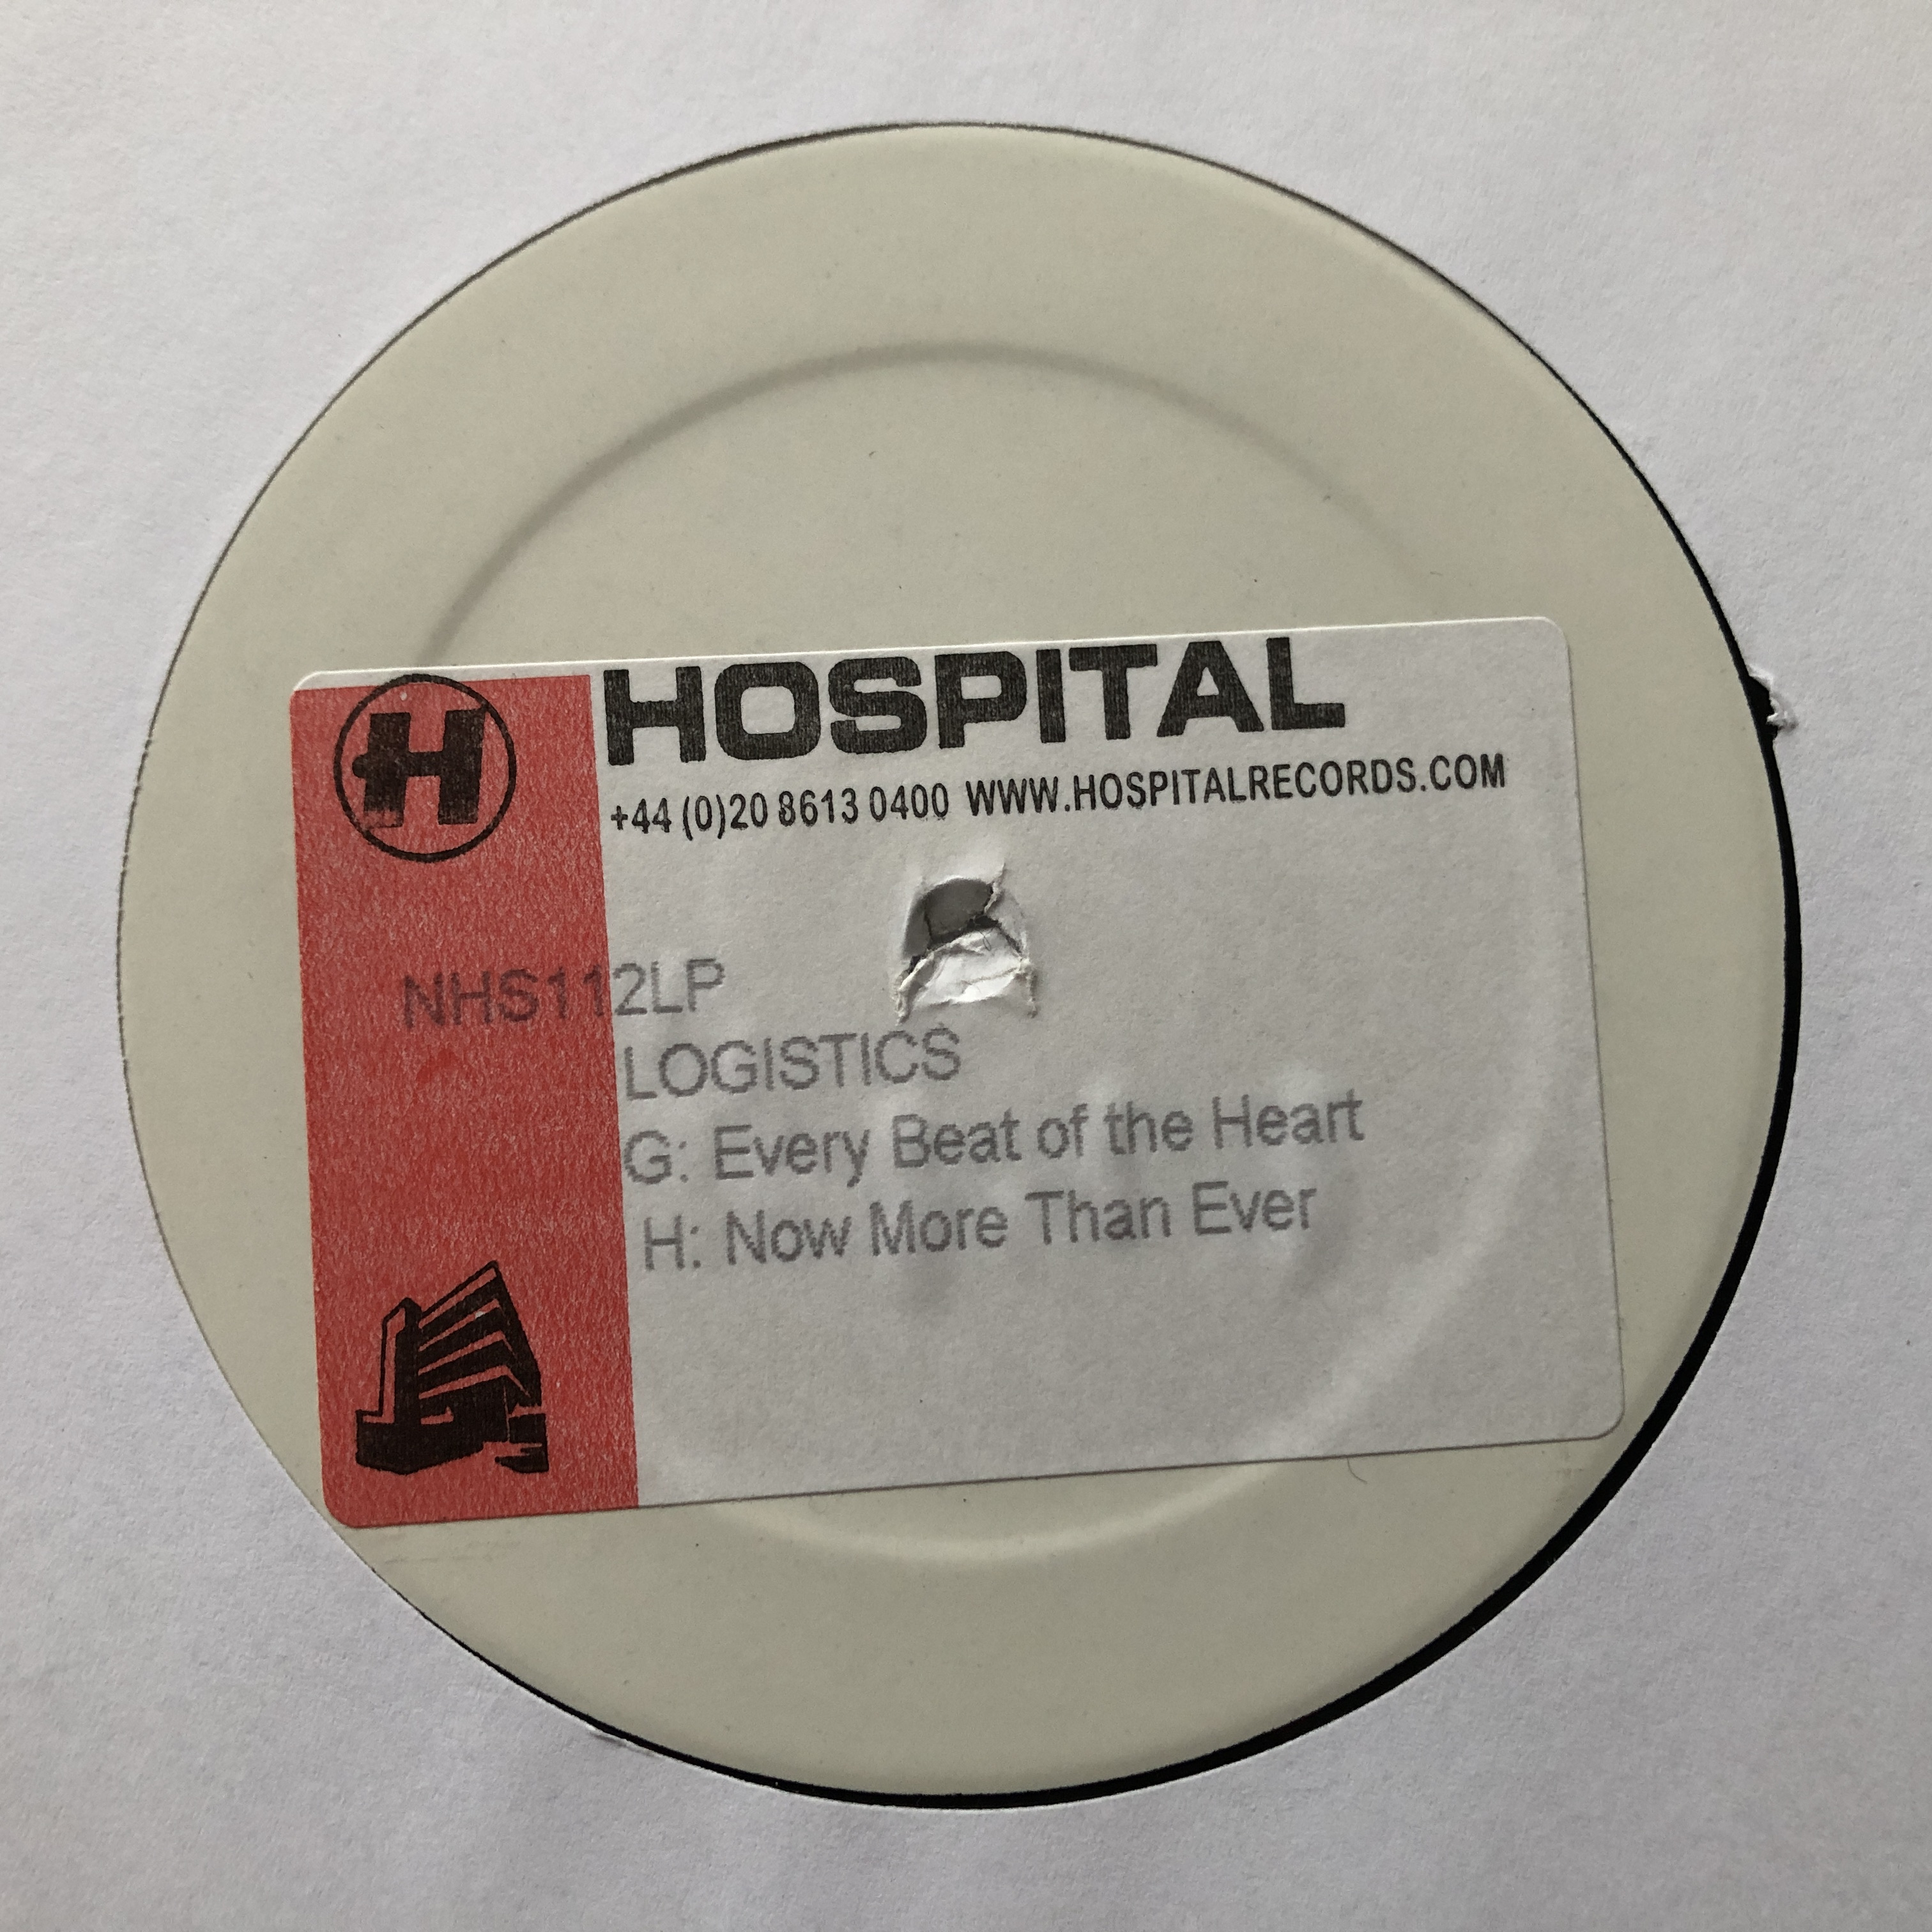 H
HOSPITAL
+44 (0)20 8613 0400 WWW.HOSPITALRECORDS.COM
NHS112LP
LOGISTICS
G: Every Beat of the Heart
H: Now More Than Ever